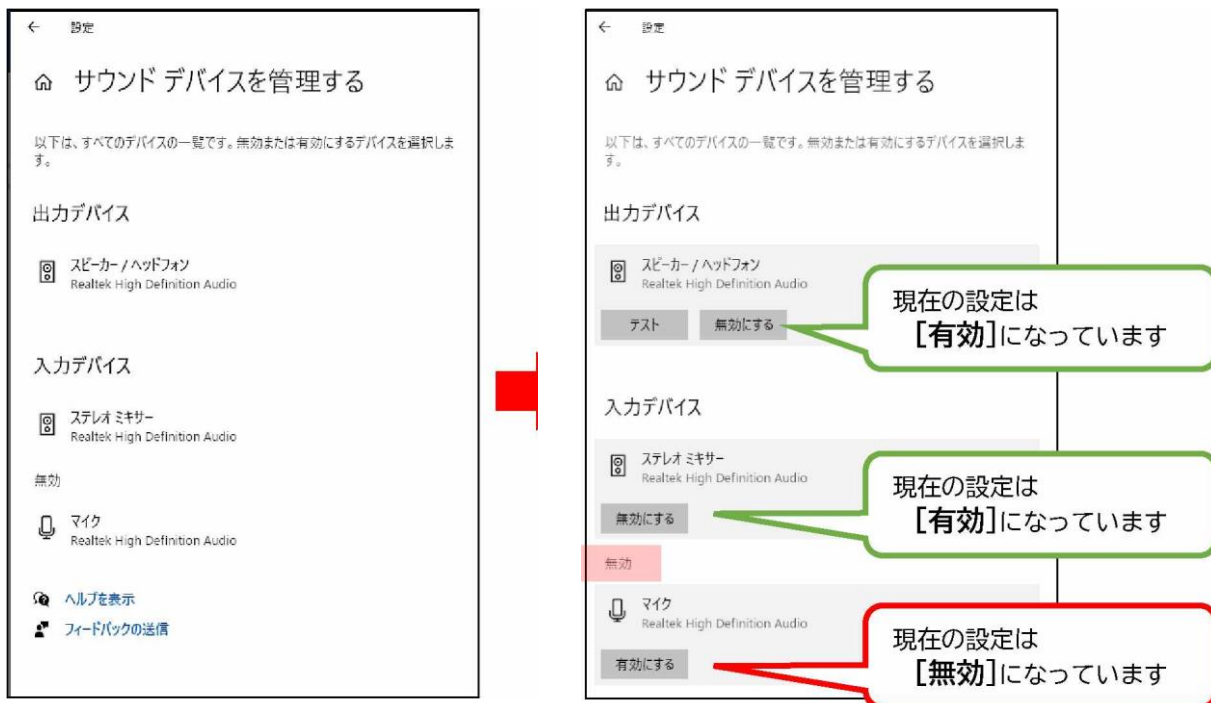 ← 設定
サウンド デバイスを管理する
以下は、すべてのデバイスの一覧です。無効または有効にするデバイスを選択しま
す。
出力デバイス
スピーカー / ヘッドフォン
Realtek High Definition Audio
入力デバイス
ステレオ ミキサー
Realtek High Definition Audio
無効
マイク
Realtek High Definition Audio
ヘルプを表示
フィードバックの送信
← 設定
サウンド デバイスを管理する
以下は、すべてのデバイスの一覧です。無効または有効にするデバイスを選択しま
す。
出力デバイス
スピーカー / ヘッドフォン
Realtek High Definition Audio
テスト 無効にする
現在の設定は
[有効]になっています
入力デバイス
ステレオ ミキサー
Realtek High Definition Audio
無効にする
現在の設定は
[有効]になっています
無効
マイク
Realtek High Definition Audio
有効にする
現在の設定は
[無効]になっています